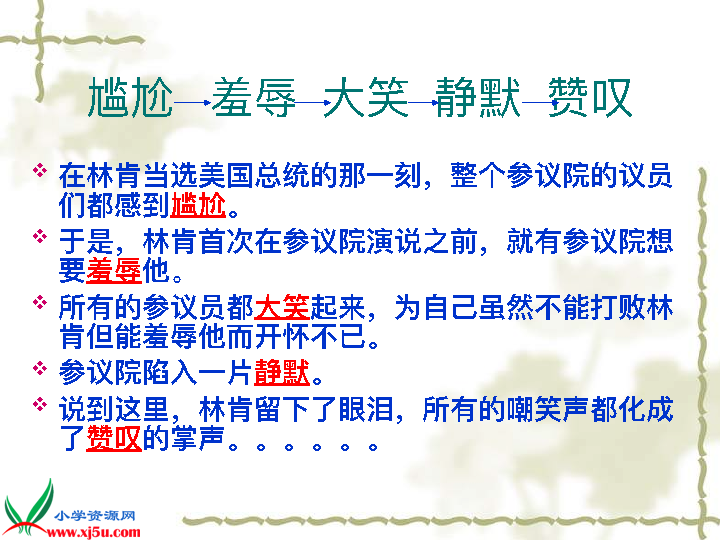 尴尬 羞辱 大笑 静默 赞叹
在林肯当选美国总统的那一刻，整个参议院的议员
们都感到尴尬。
于是，林肯首次在参议院演说之前，就有参议院想
要羞辱他。
所有的参议员都大笑起来，为自己虽然不能打败林
肯但能羞辱他而开怀不已。
参议院陷入一片静默。
说到这里，林肯留下了眼泪，所有的嘲笑声都化成
了赞叹的掌声。。。。。。
小学资源网
www.xj5u.com